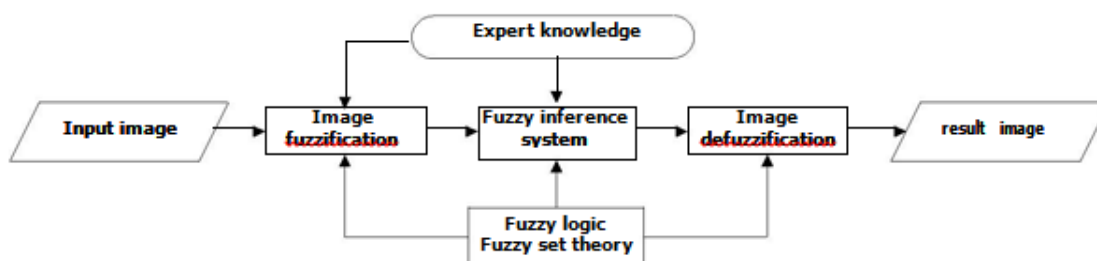 Expert knowledge
Input image
Image
fuzzification
Fuzzy inference
system
Image
defuzzification
result image
Fuzzy logic
Fuzzy set theory